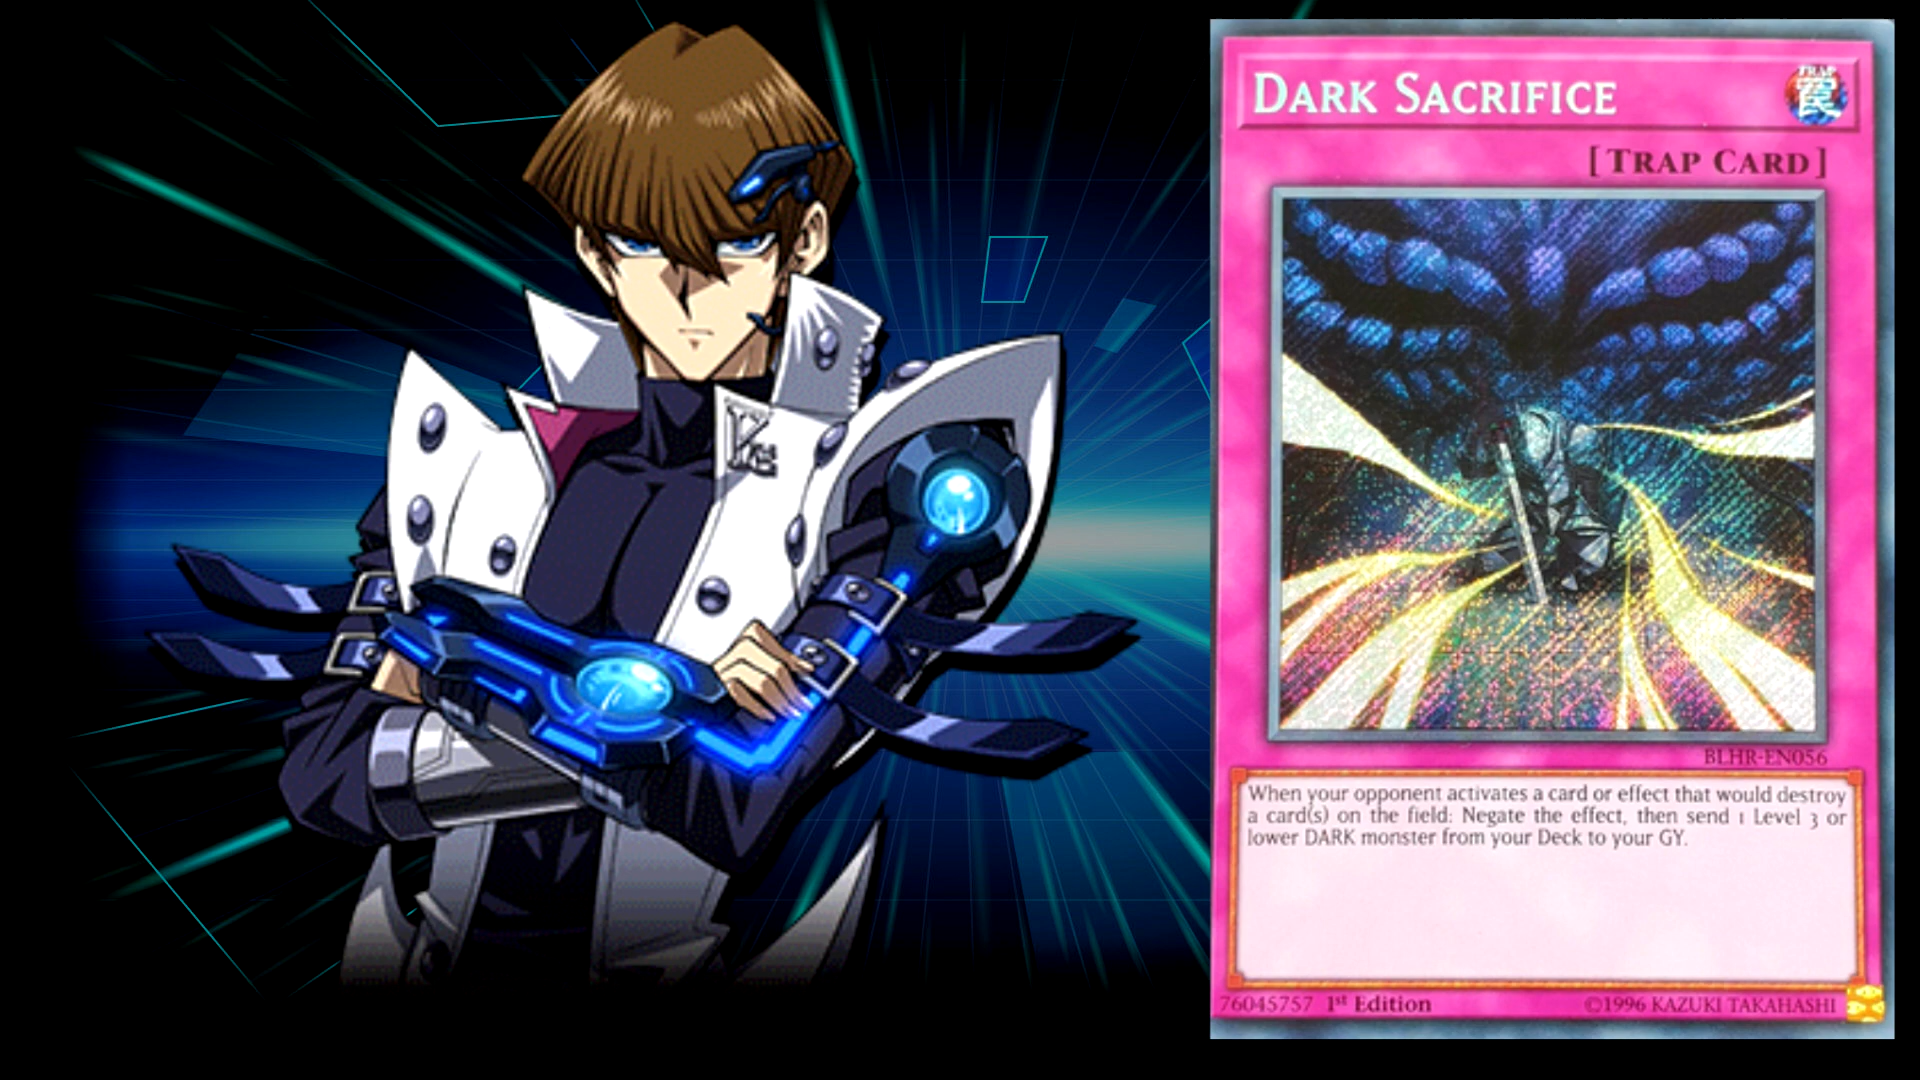 KC
DARK SACRIFICE
TRAP
罠
[TRAP CARD]
BLHR-EN056
When your opponent activates a card or effect that would destroy
a card(s) on the field: Negate the effect, then send 1 Level 3 or
lower DARK monster from your Deck to your GY.
76045757 1st Edition
©1996 KAZUKI TAKAHASHI